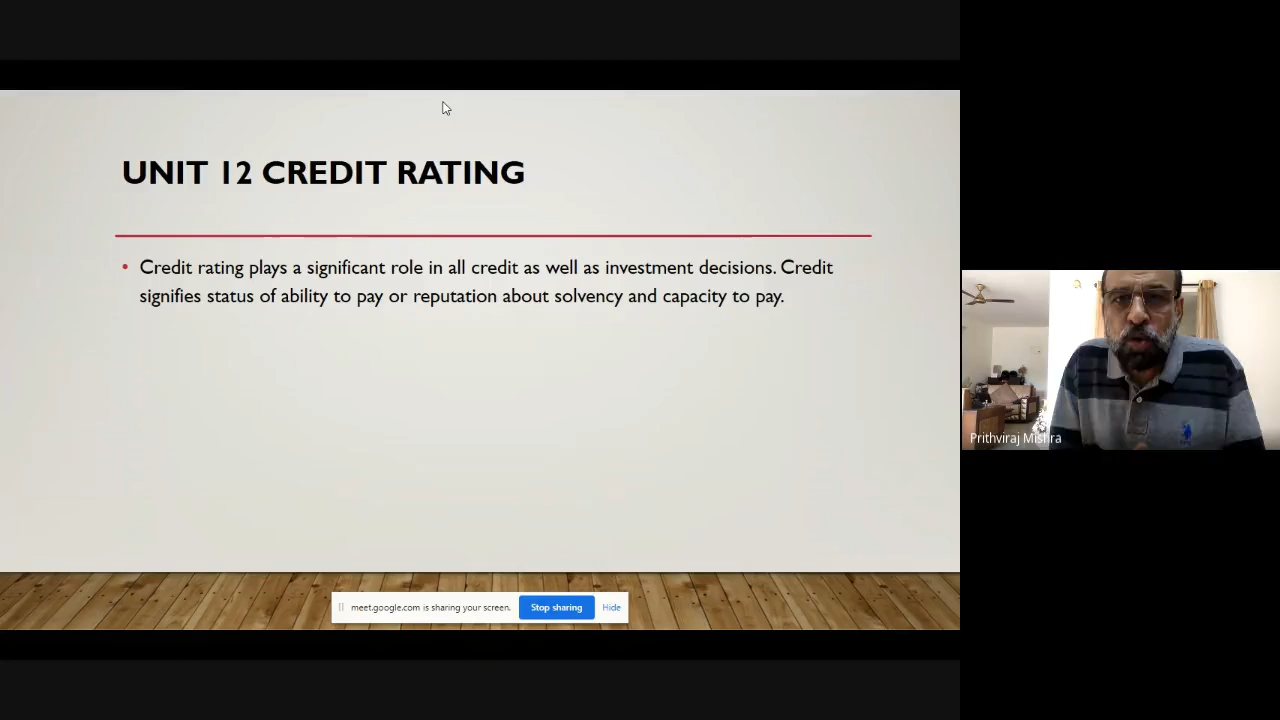 UNIT 12 CREDIT RATING
• Credit rating plays a significant role in all credit as well as investment decisions. Credit
signifies status of ability to pay or reputation about solvency and capacity to pay.
Prithviraj Mishra
meet.google.com is sharing your screen. Stop sharing Hide